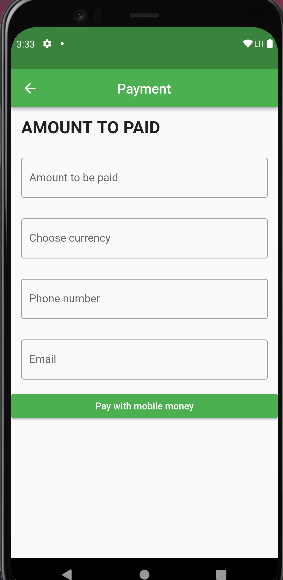 3:33
Payment
AMOUNT TO PAID
Amount to be paid
Choose currency
Phone number
Email
Pay with mobile money